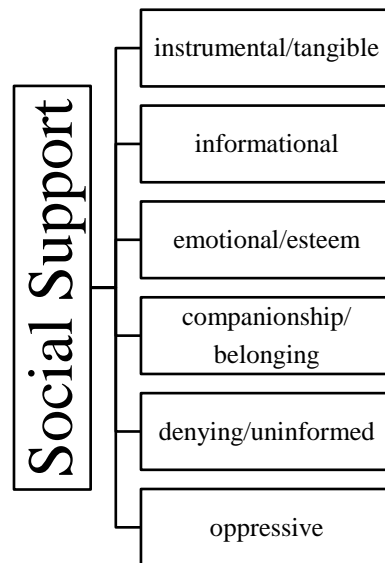 Social Support
instrumental/tangible
informational
emotional/esteem
companionship/
belonging
denying/uninformed
oppressive